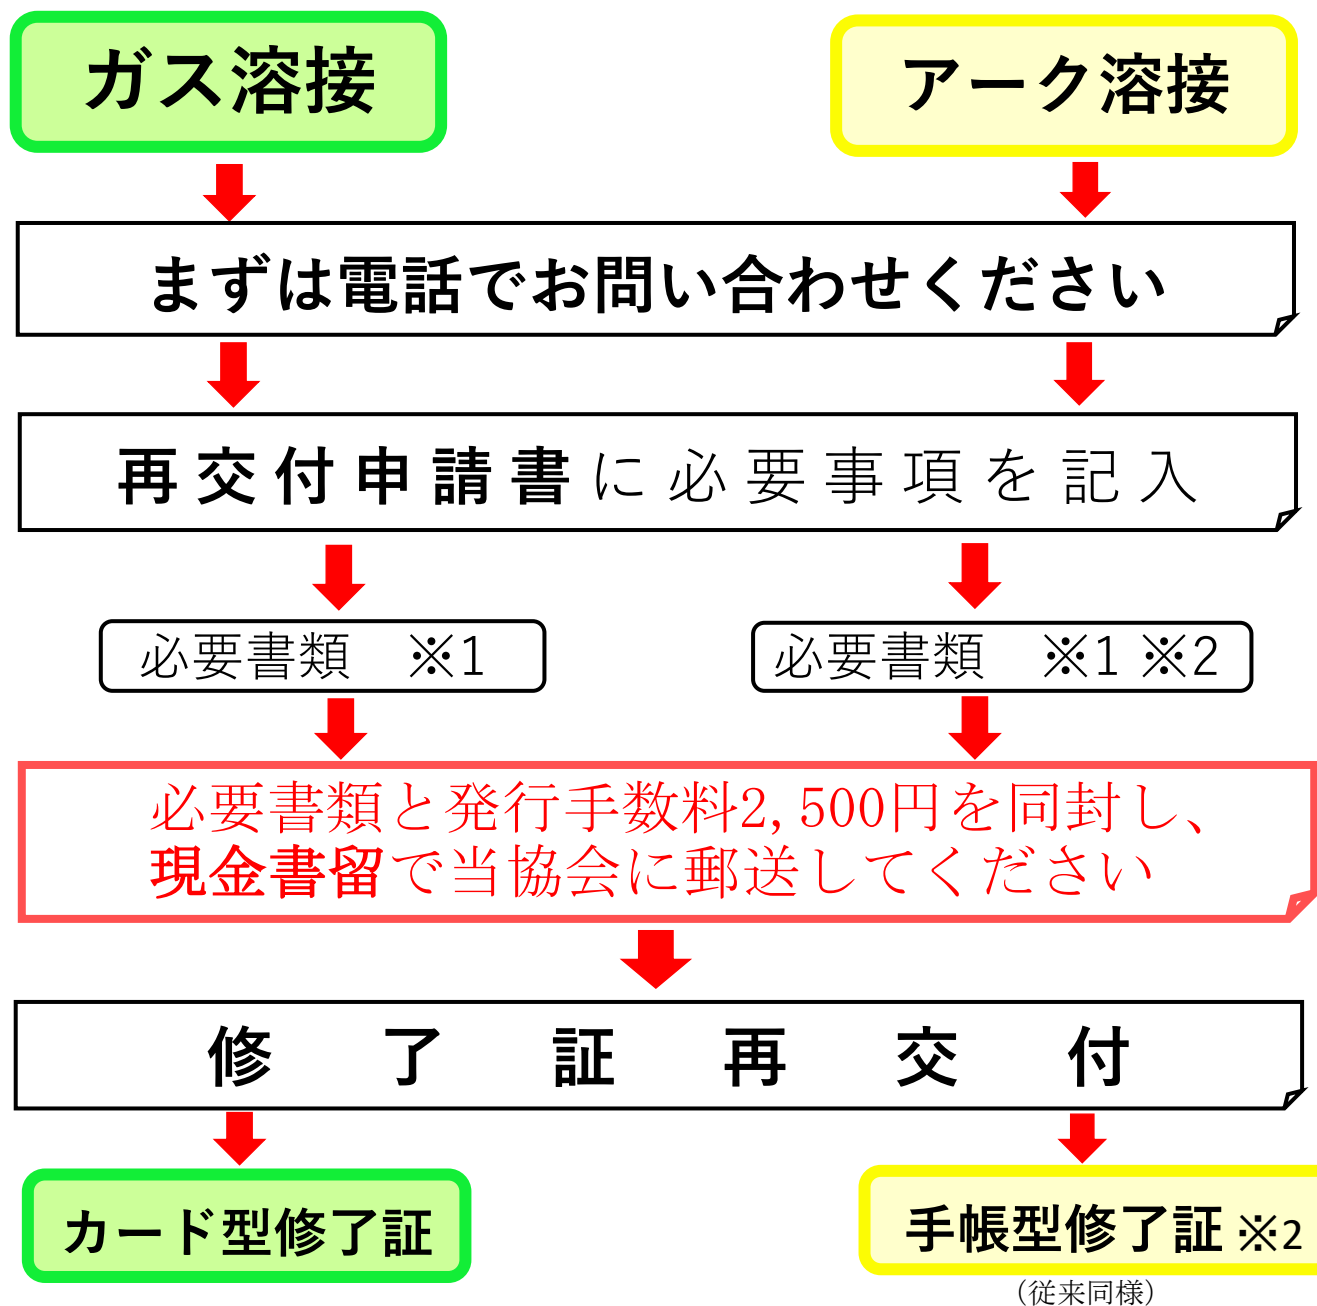 ガス溶接
アーク溶接
まずは電話でお問い合わせください
再交付申請書に必要事項を記入
必要書類　※1
必要書類　※1 ※2
必要書類と発行手数料2,500円を同封し、
現金書留で当協会に郵送してください
修了証再交付
カード型修了証
手帳型修了証 ※2
（従来同様）